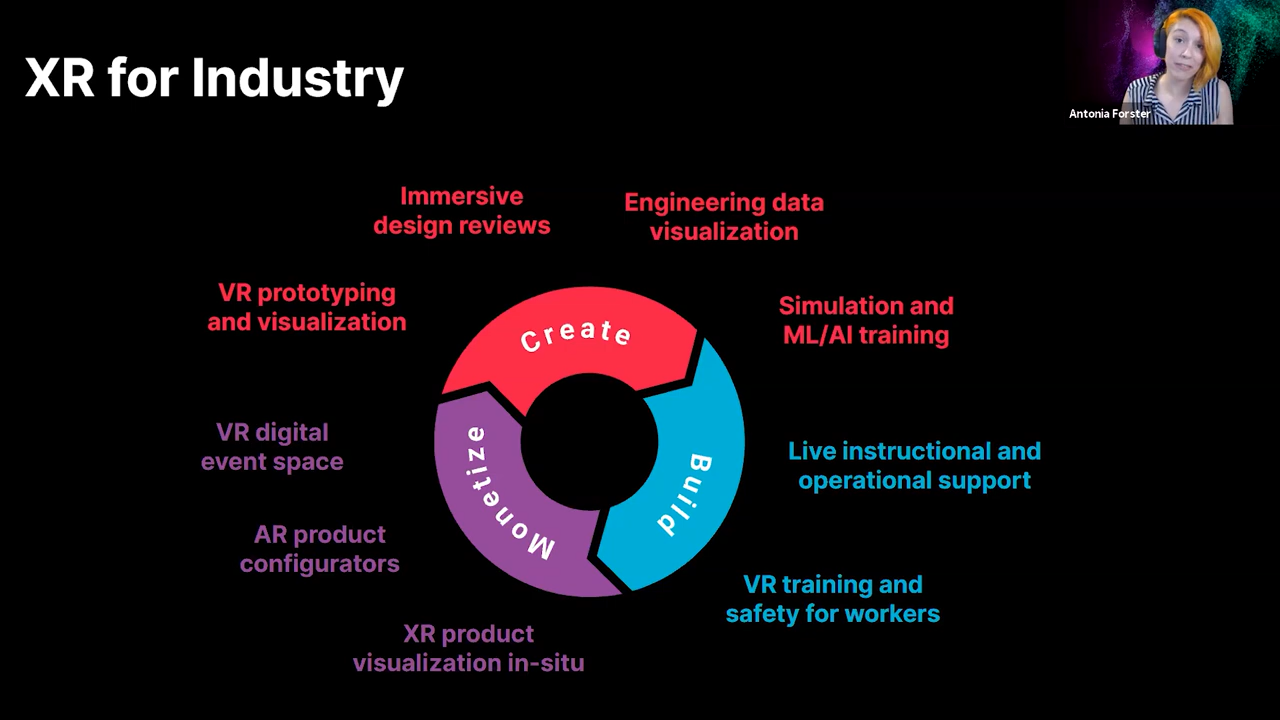 XR for Industry
Antonia Forster
Immersive
design reviews
Engineering data
visualization
VR prototyping
and visualization
Simulation and
ML/AI training
Create
VR digital
event space
Monetize
Build
Live instructional and
operational support
AR product
configurators
VR training and
safety for workers
XR product
visualization in-situ